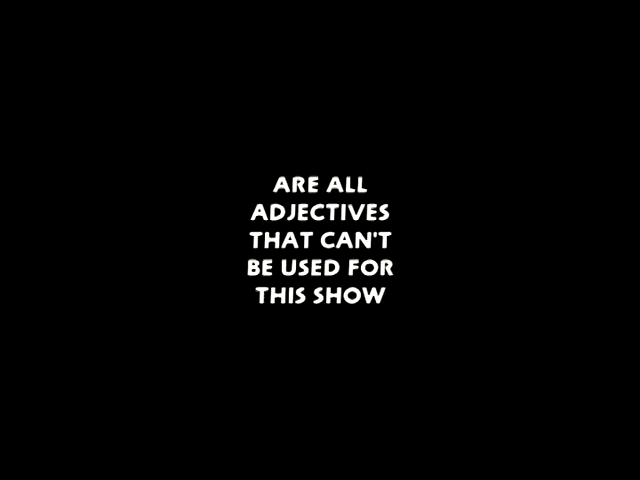 ARE ALL
ADJECTIVES
THAT CAN'T
BE USED FOR
THIS SHOW